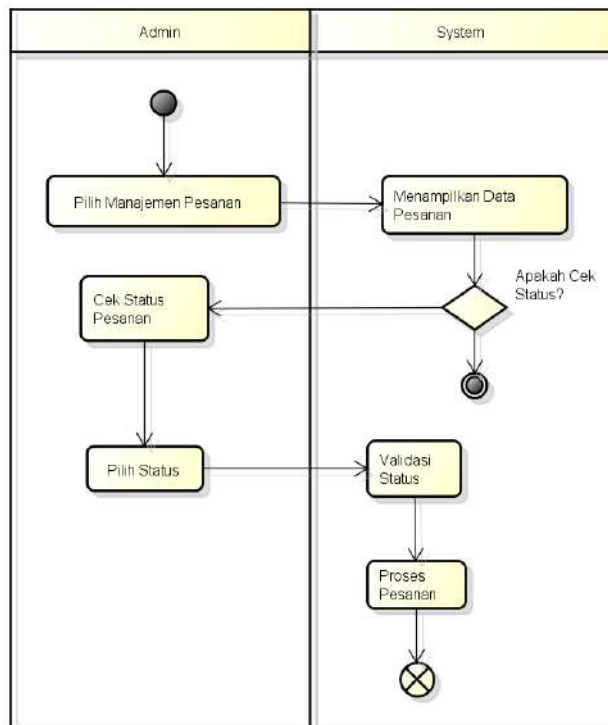 Admin
System
Pilih Manajemen Pesanan
Menampilkan Data
Pesanan
Apakah Cek
Status?
Cek Status
Pesanan
Pilih Status
Validasi
Status
Proses
Pesanan